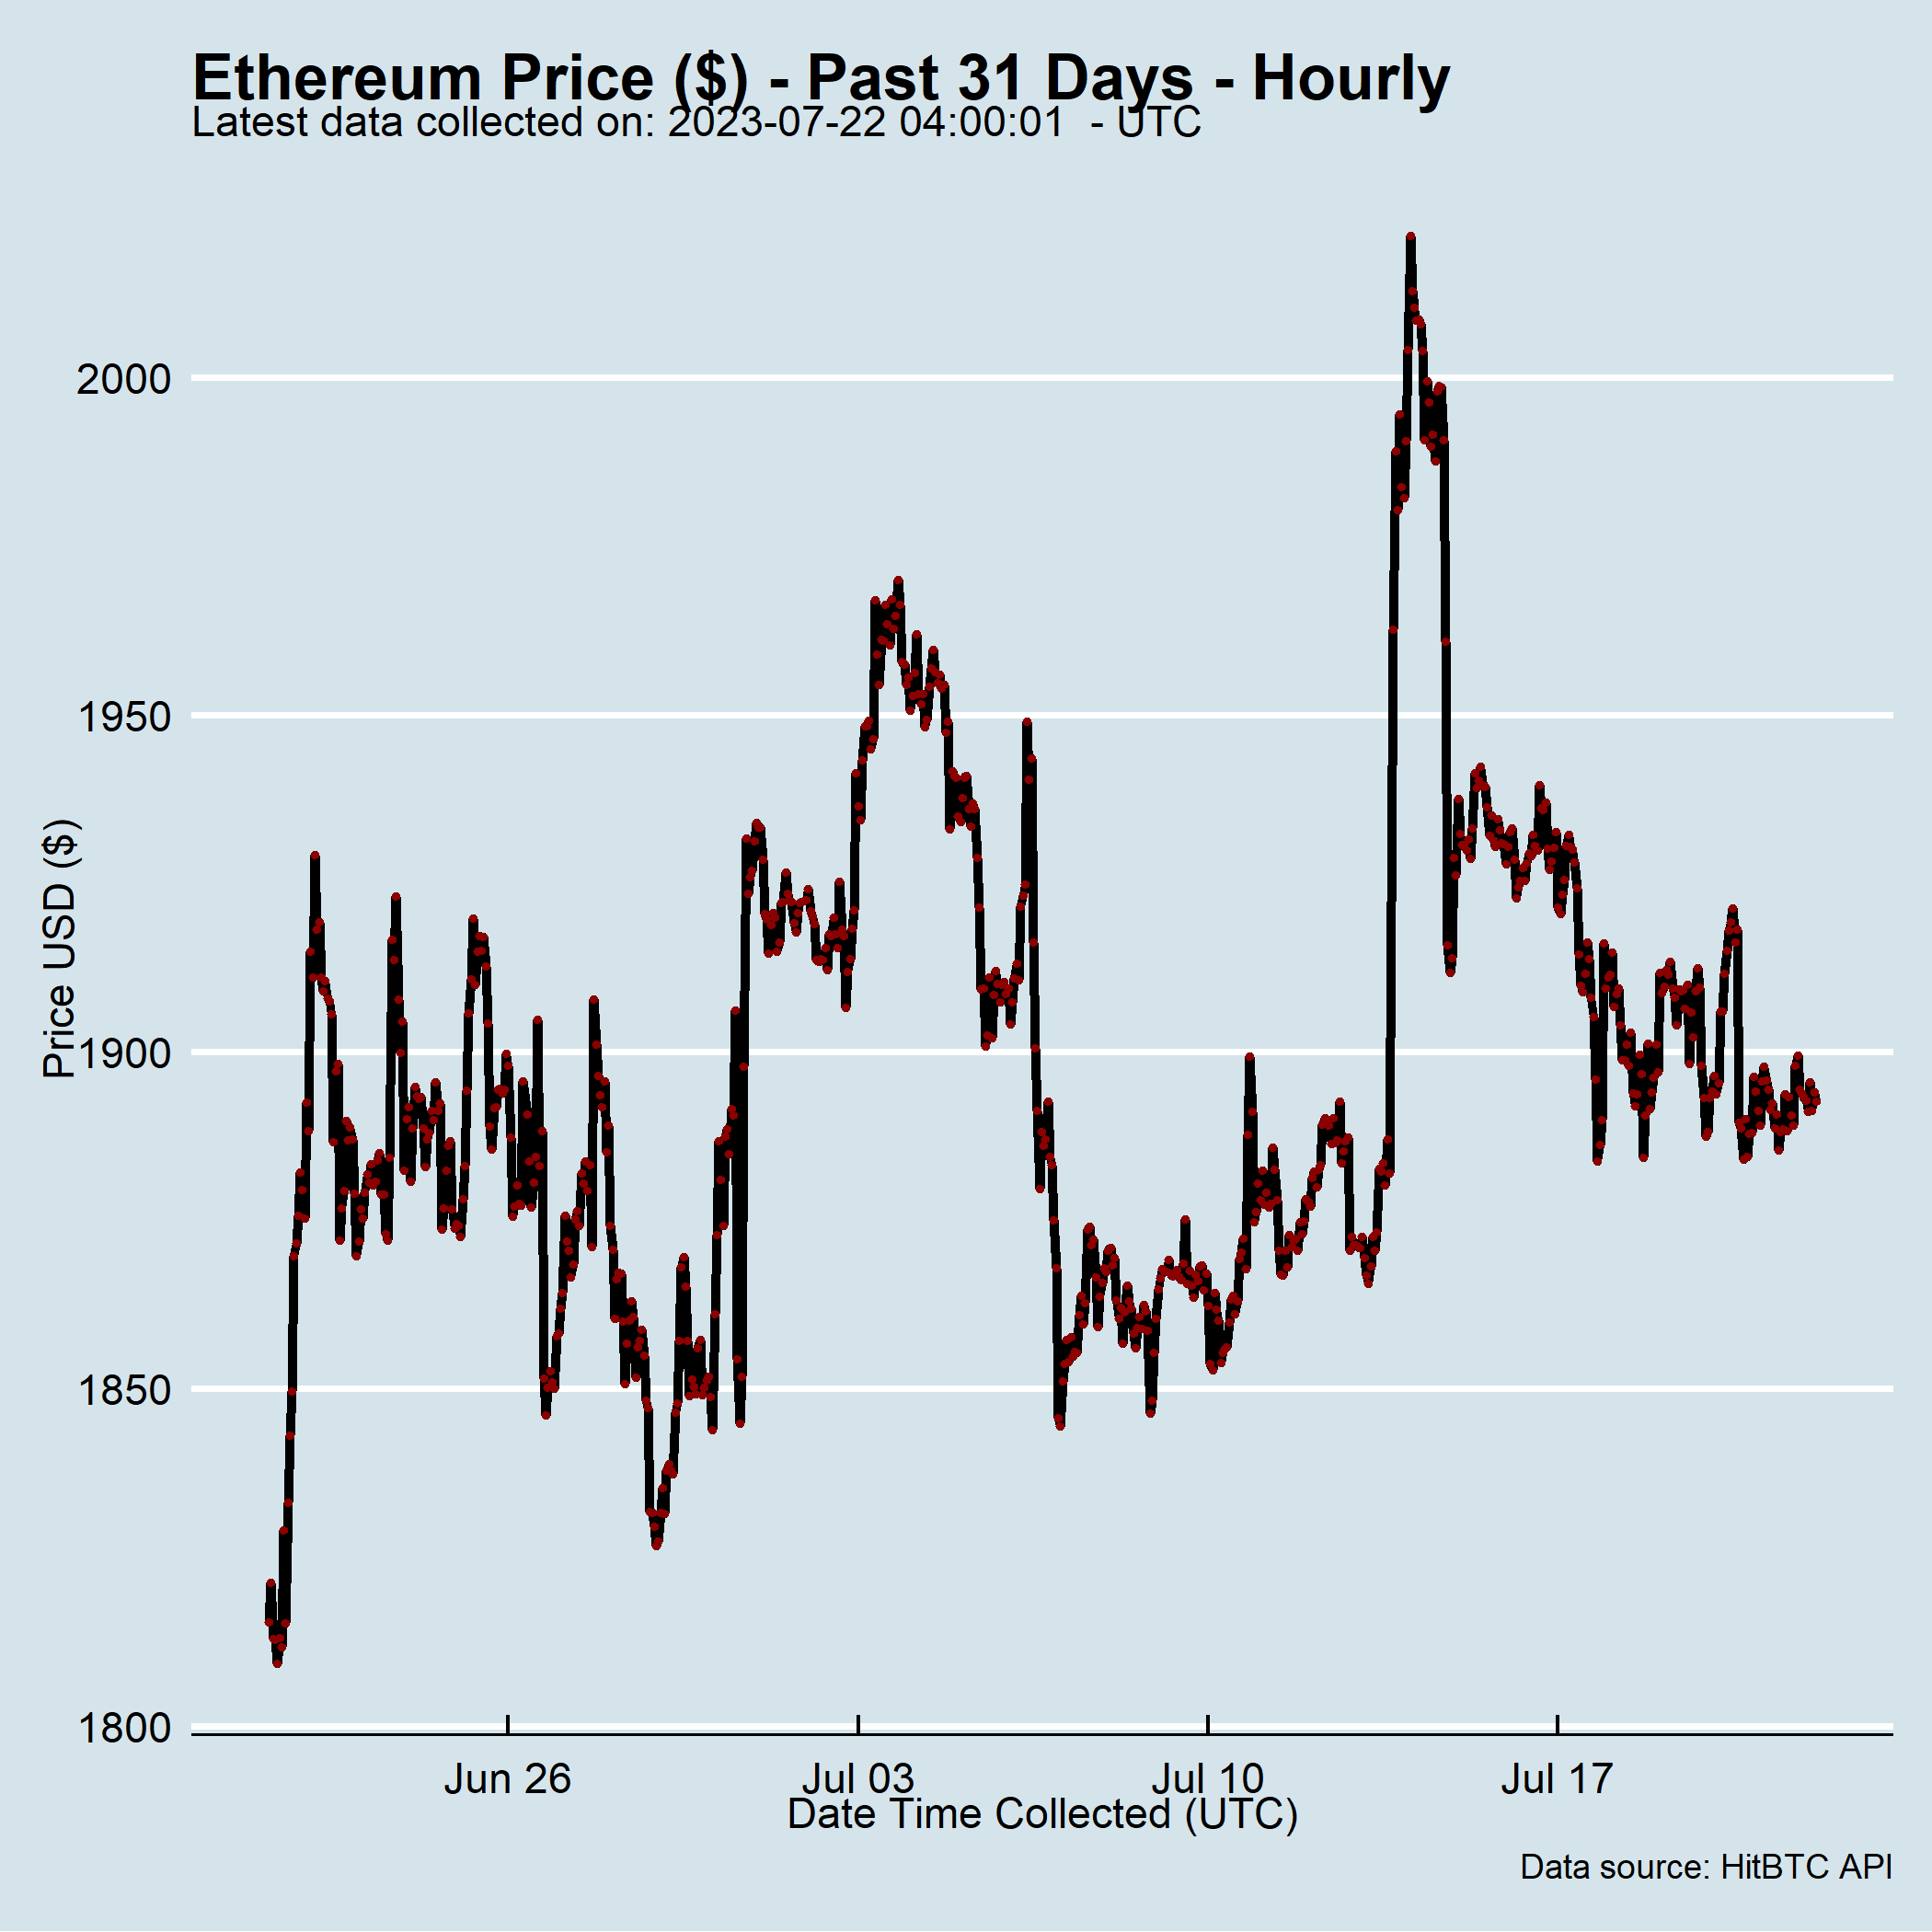 Ethereum Price ($) - Past 31 Days - Hourly
Latest data collected on: 2023-07-22 04:00:01  - UTC
2000
1950
1900
1850
1800
Price USD ($)
Jun 26
Jul 03
Jul 10
Jul 17
Date Time Collected (UTC)
Data source: HitBTC API